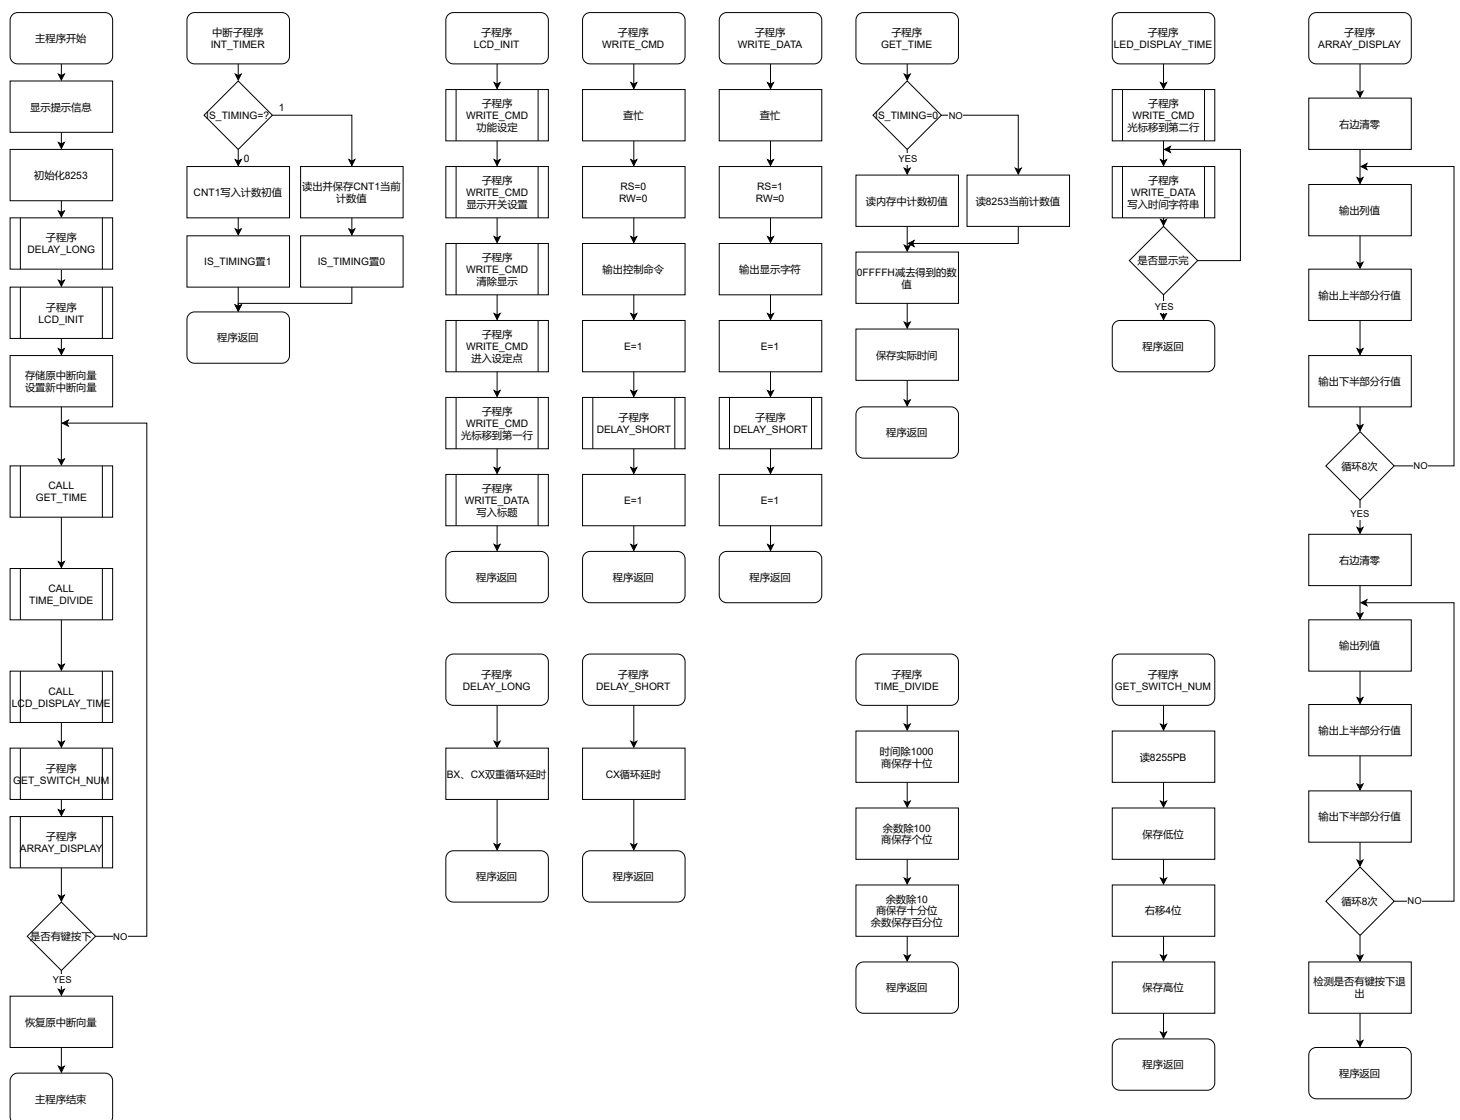 主程序开始
显示提示信息
初始化8253
子程序
DELAY_LONG
子程序
LCD_INIT
存储原中断向量
设置新中断向量
CALL
GET_TIME
CALL
TIME_DIVIDE
CALL
LCD_DISPLAY_TIME
子程序
GET_SWITCH_NUM
子程序
ARRAY_DISPLAY
是否有键按下
NO
YES
恢复原中断向量
主程序结束
中断子程序
INT_TIMER
IS_TIMING=?
1
0
CNT1写入计数初值
读出并保存CNT1当前
计数值
IS_TIMING置1
IS_TIMING置0
程序返回
子程序
LCD_INIT
子程序
WRITE_CMD
功能设定
子程序
WRITE_CMD
显示开关设置
子程序
WRITE_CMD
清除显示
子程序
WRITE_CMD
进入设定点
子程序
WRITE_CMD
光标移到第一行
子程序
WRITE_DATA
写入标题
程序返回
子程序
WRITE_CMD
查忙
RS=0
RW=0
输出控制命令
E=1
子程序
DELAY_SHORT
E=1
程序返回
子程序
WRITE_DATA
查忙
RS=1
RW=0
输出显示字符
E=1
子程序
DELAY_SHORT
E=1
程序返回
子程序
GET_TIME
IS_TIMING=0
NO
YES
读内存中计数初值
读8253当前计数值
0FFFFH减去得到的数
值
保存实际时间
程序返回
子程序
LED_DISPLAY_TIME
子程序
WRITE_CMD
光标移到第二行
子程序
WRITE_DATA
写入时间字符串
是否显示完
YES
程序返回
子程序
ARRAY_DISPLAY
右边清零
输出列值
输出上半部分行值
输出下半部分行值
循环8次
NO
YES
右边清零
输出列值
输出上半部分行值
输出下半部分行值
循环8次
NO
检测是否有键按下退
出
程序返回
子程序
DELAY_LONG
BX、CX双重循环延时
程序返回
子程序
DELAY_SHORT
CX循环延时
程序返回
子程序
TIME_DIVIDE
时间除1000
商保存十位
余数除100
商保存个位
余数除10
商保存十分位
余数保存百分位
程序返回
子程序
GET_SWITCH_NUM
读8255PB
保存低位
右移4位
保存高位
程序返回